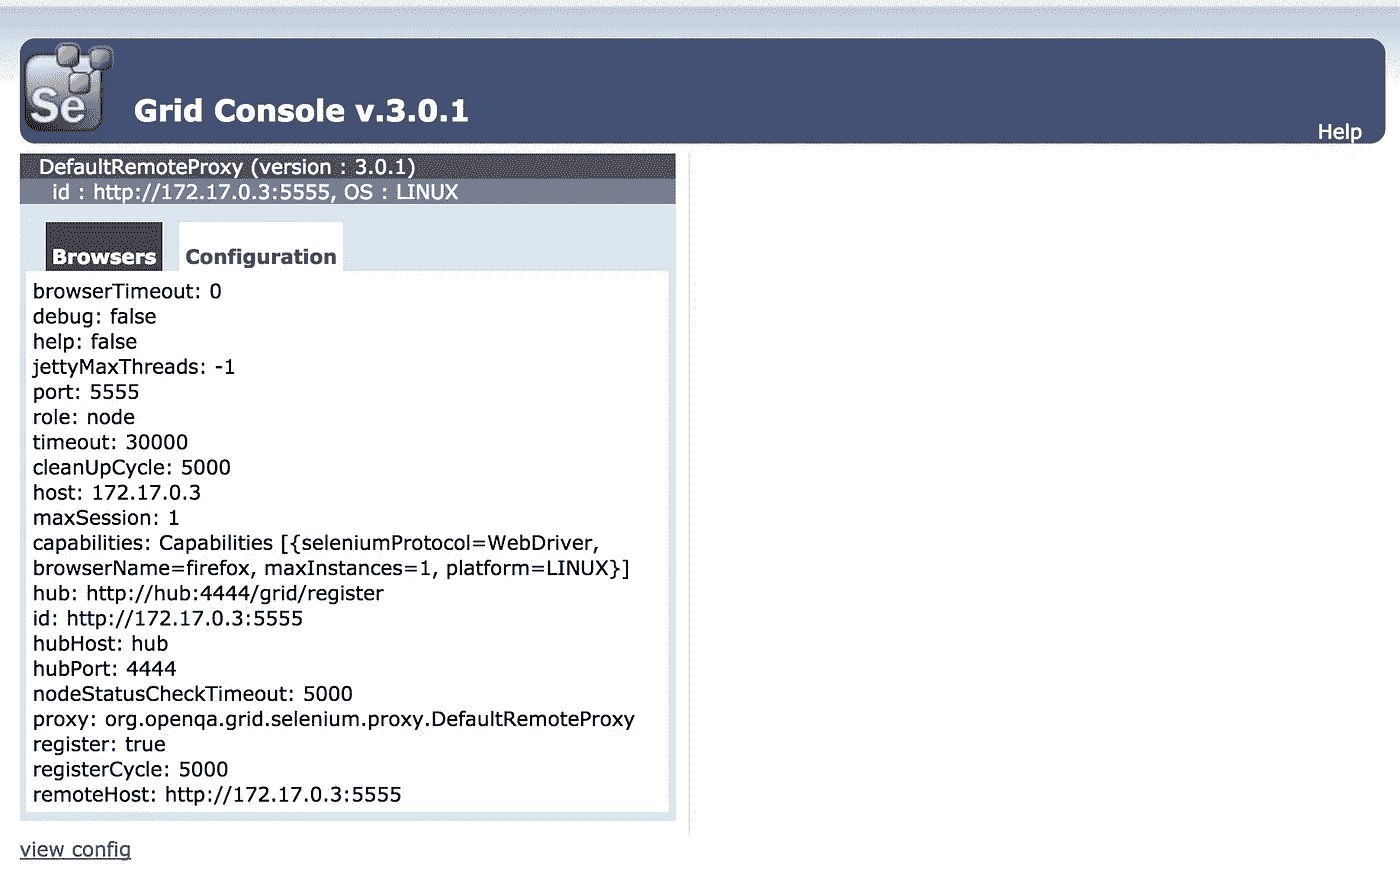 Se
Grid Console v.3.0.1
Help
DefaultRemoteProxy (version : 3.0.1)
id : http://172.17.0.3:5555, OS : LINUX
Browsers Configuration
browserTimeout: 0
debug: false
help: false
jettyMaxThreads: -1
port: 5555
role: node
timeout: 30000
cleanUpCycle: 5000
host: 172.17.0.3
maxSession: 1
capabilities: Capabilities [{seleniumProtocol=WebDriver,
browserName=firefox, maxInstances=1, platform=LINUX}]
hub: http://hub:4444/grid/register
id: http://172.17.0.3:5555
hubHost: hub
hubPort: 4444
nodeStatusCheckTimeout: 5000
proxy: org.openqa.grid.selenium.proxy.DefaultRemoteProxy
register: true
registerCycle: 5000
remoteHost: http://172.17.0.3:5555
view config